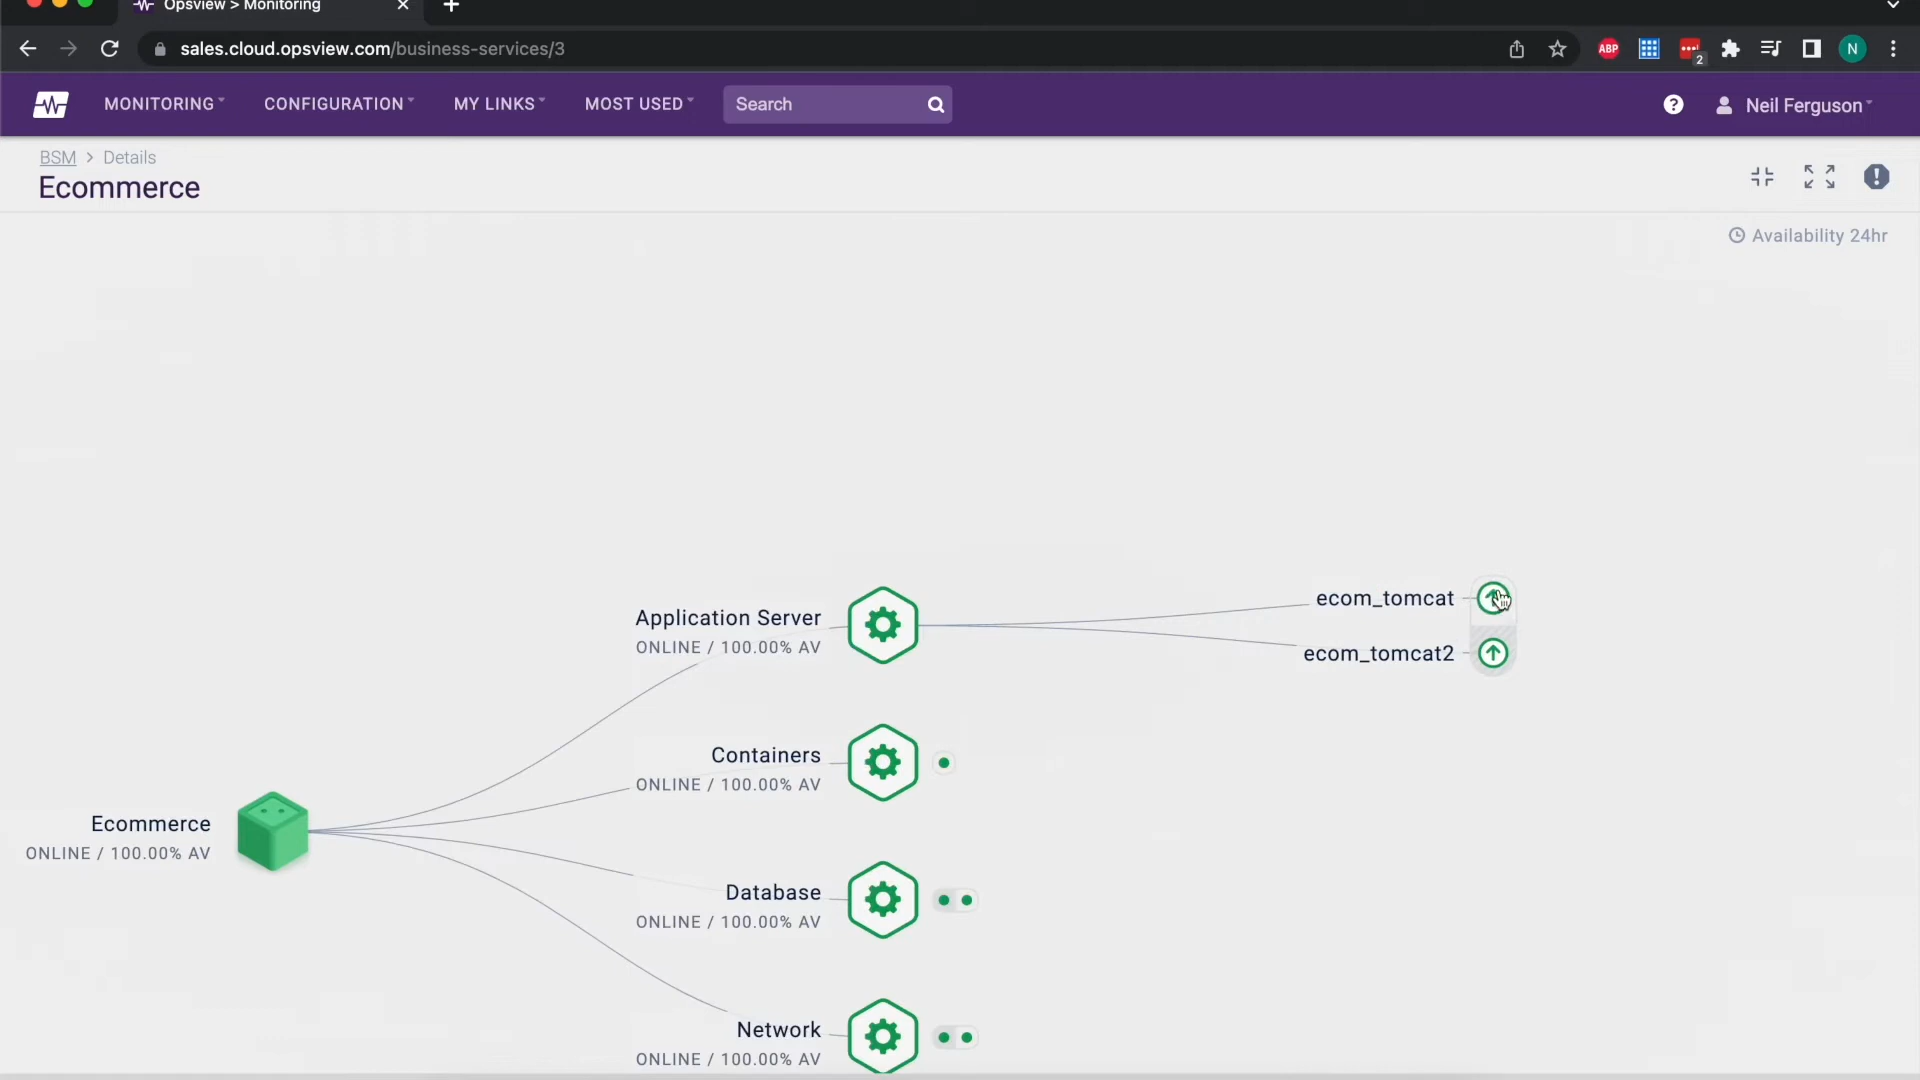 Opsview > Monitoring
sales.cloud.opsview.com/business-services/3
ABP
2
N
MONITORING
CONFIGURATION
MY LINKS
MOST USED
Search
Neil Ferguson
BSM > Details
Ecommerce
Availability 24hr
ecom_tomcat
Application Server
ONLINE / 100.00% AV
ecom_tomcat2
Containers
ONLINE / 100.00% AV
Ecommerce
ONLINE / 100.00% AV
Database
ONLINE / 100.00% AV
Network
ONLINE / 100.00% AV